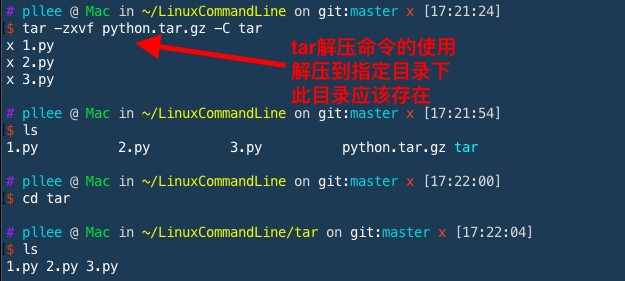 # pllee @ Mac in ~/LinuxCommandLine on git:master x [17:21:24]
$ tar -zxvf python.tar.gz -C tar
x 1.py
x 2.py
x 3.py
tar解压命令的使用
解压到指定目录下
此目录应该存在
# pllee @ Mac in ~/LinuxCommandLine on git:master x [17:21:54]
$ ls
1.py 2.py 3.py python.tar.gz tar
# pllee @ Mac in ~/LinuxCommandLine on git:master x [17:22:00]
$ cd tar
# pllee @ Mac in ~/LinuxCommandLine/tar on git:master x [17:22:04]
$ ls
1.py 2.py 3.py